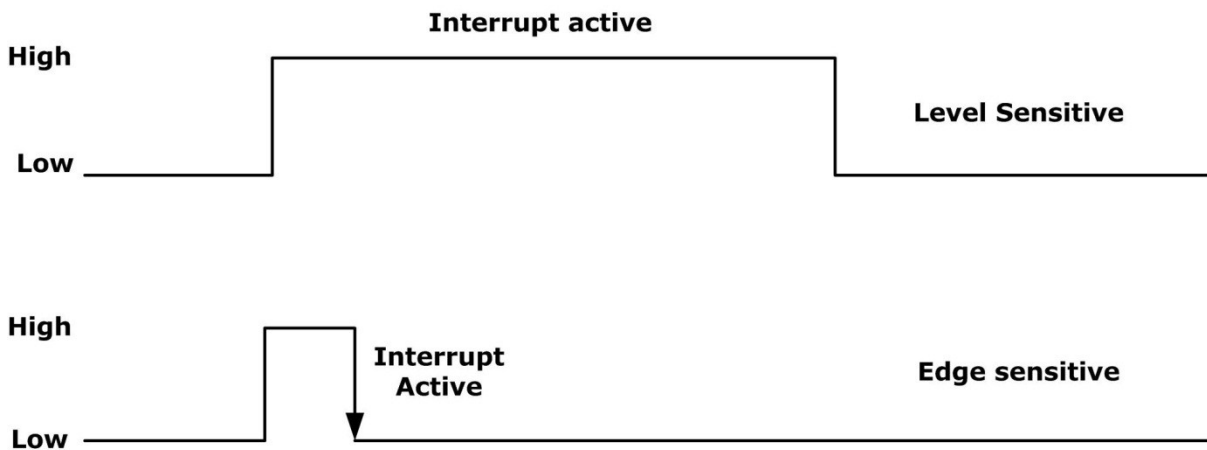 Interrupt active
High
Level Sensitive
Low
High
Interrupt
Active
Edge sensitive
Low